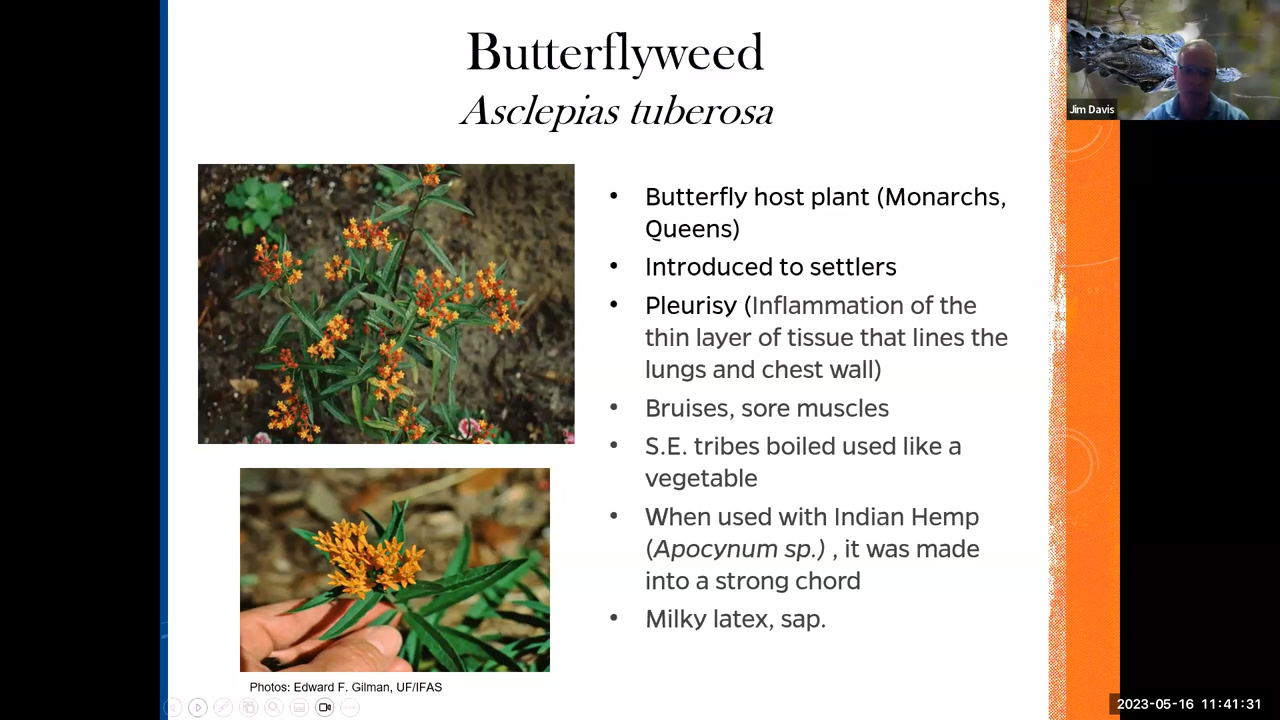 Butterflyweed
Asclepias tuberosa
Jim Davis
• Butterfly host plant (Monarchs,
Queens)
• Introduced to settlers
• Pleurisy (Inflammation of the
thin layer of tissue that lines the
lungs and chest wall)
• Bruises, sore muscles
• S.E. tribes boiled used like a
vegetable
• When used with Indian Hemp
(Apocynum sp.) , it was made
into a strong chord
• Milky latex, sap.
Photos: Edward F. Gilman, UF/IFAS
2023-05-16 11:41:31